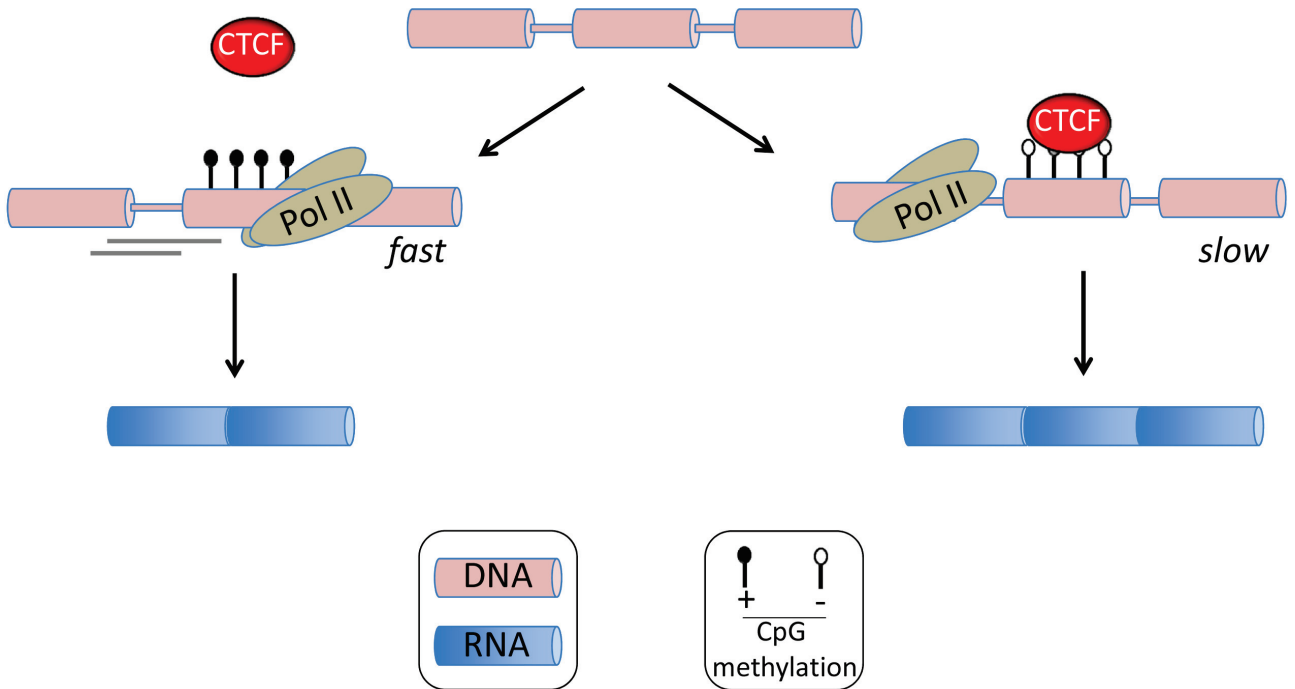 CTCF
CTCF
Pol II
fast
Pol II
slow
DNA
RNA
+ -
CpG
methylation